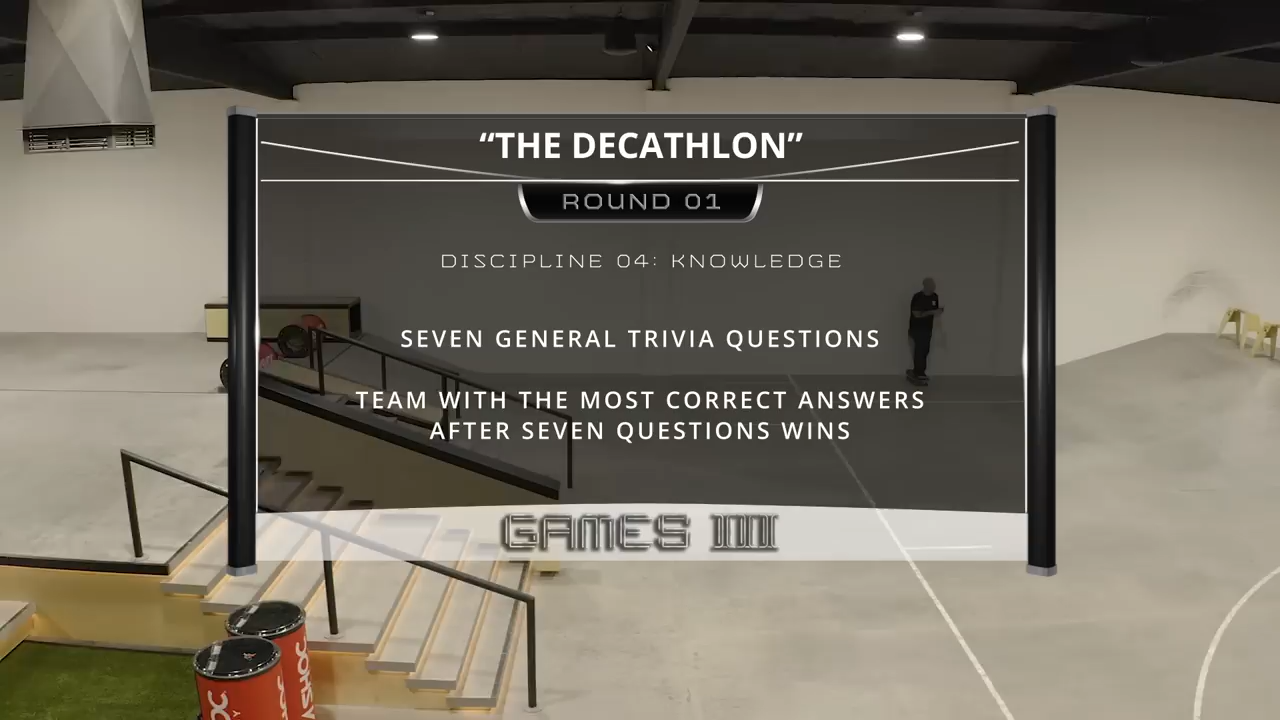 “THE DECATHLON”
ROUND 01
DISCIPLINE 04: KNOWLEDGE
SEVEN GENERAL TRIVIA QUESTIONS
TEAM WITH THE MOST CORRECT ANSWERS
AFTER SEVEN QUESTIONS WINS
GAMES IIII